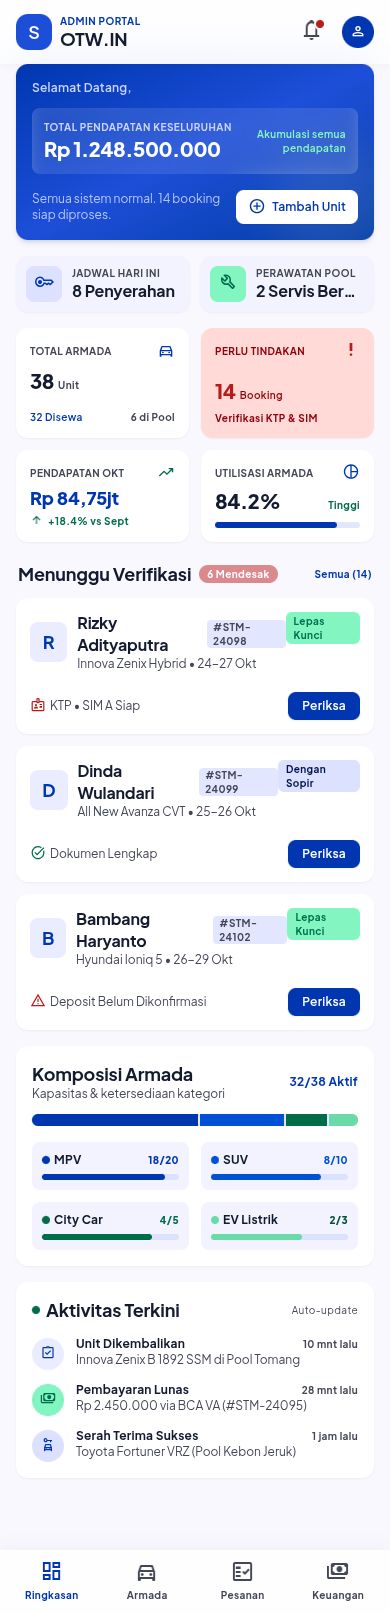 S
ADMIN PORTAL
OTW.IN
Selamat Datang,
TOTAL PENDAPATAN KESELURUHAN
Rp 1.248.500.000
Akumulasi semua
pendapatan
Semua sistem normal. 14 booking
siap diproses.
Tambah Unit
JADWAL HARI INI
8 Penyerahan
PERAWATAN POOL
2 Servis Ber...
TOTAL ARMADA
38 Unit
32 Disewa
6 di Pool
PERLU TINDAKAN
14 Booking
Verifikasi KTP & SIM
PENDAPATAN OKT
Rp 84,75jt
+18.4% vs Sept
UTILISASI ARMADA
84.2%
Tinggi
Menunggu Verifikasi
6 Mendesak
Semua (14)
R
Rizky
Adityaputra
#STM-
24098
Lepas
Kunci
Innova Zenix Hybrid • 24–27 Okt
KTP • SIM A Siap
Periksa
D
Dinda
Wulandari
#STM-
24099
Dengan
Sopir
All New Avanza CVT • 25–26 Okt
Dokumen Lengkap
Periksa
B
Bambang
Haryanto
#STM-
24102
Lepas
Kunci
Hyundai Ioniq 5 • 26–29 Okt
Deposit Belum Dikonfirmasi
Periksa
Komposisi Armada
Kapasitas & ketersediaan kategori
32/38 Aktif
MPV
18/20
SUV
8/10
City Car
4/5
EV Listrik
2/3
Aktivitas Terkini
Auto-update
Unit Dikembalikan
10 mnt lalu
Innova Zenix B 1892 SSM di Pool Tomang
Pembayaran Lunas
28 mnt lalu
Rp 2.450.000 via BCA VA (#STM-24095)
Serah Terima Sukses
1 jam lalu
Toyota Fortuner VRZ (Pool Kebon Jeruk)
Ringkasan
Armada
Pesanan
Keuangan